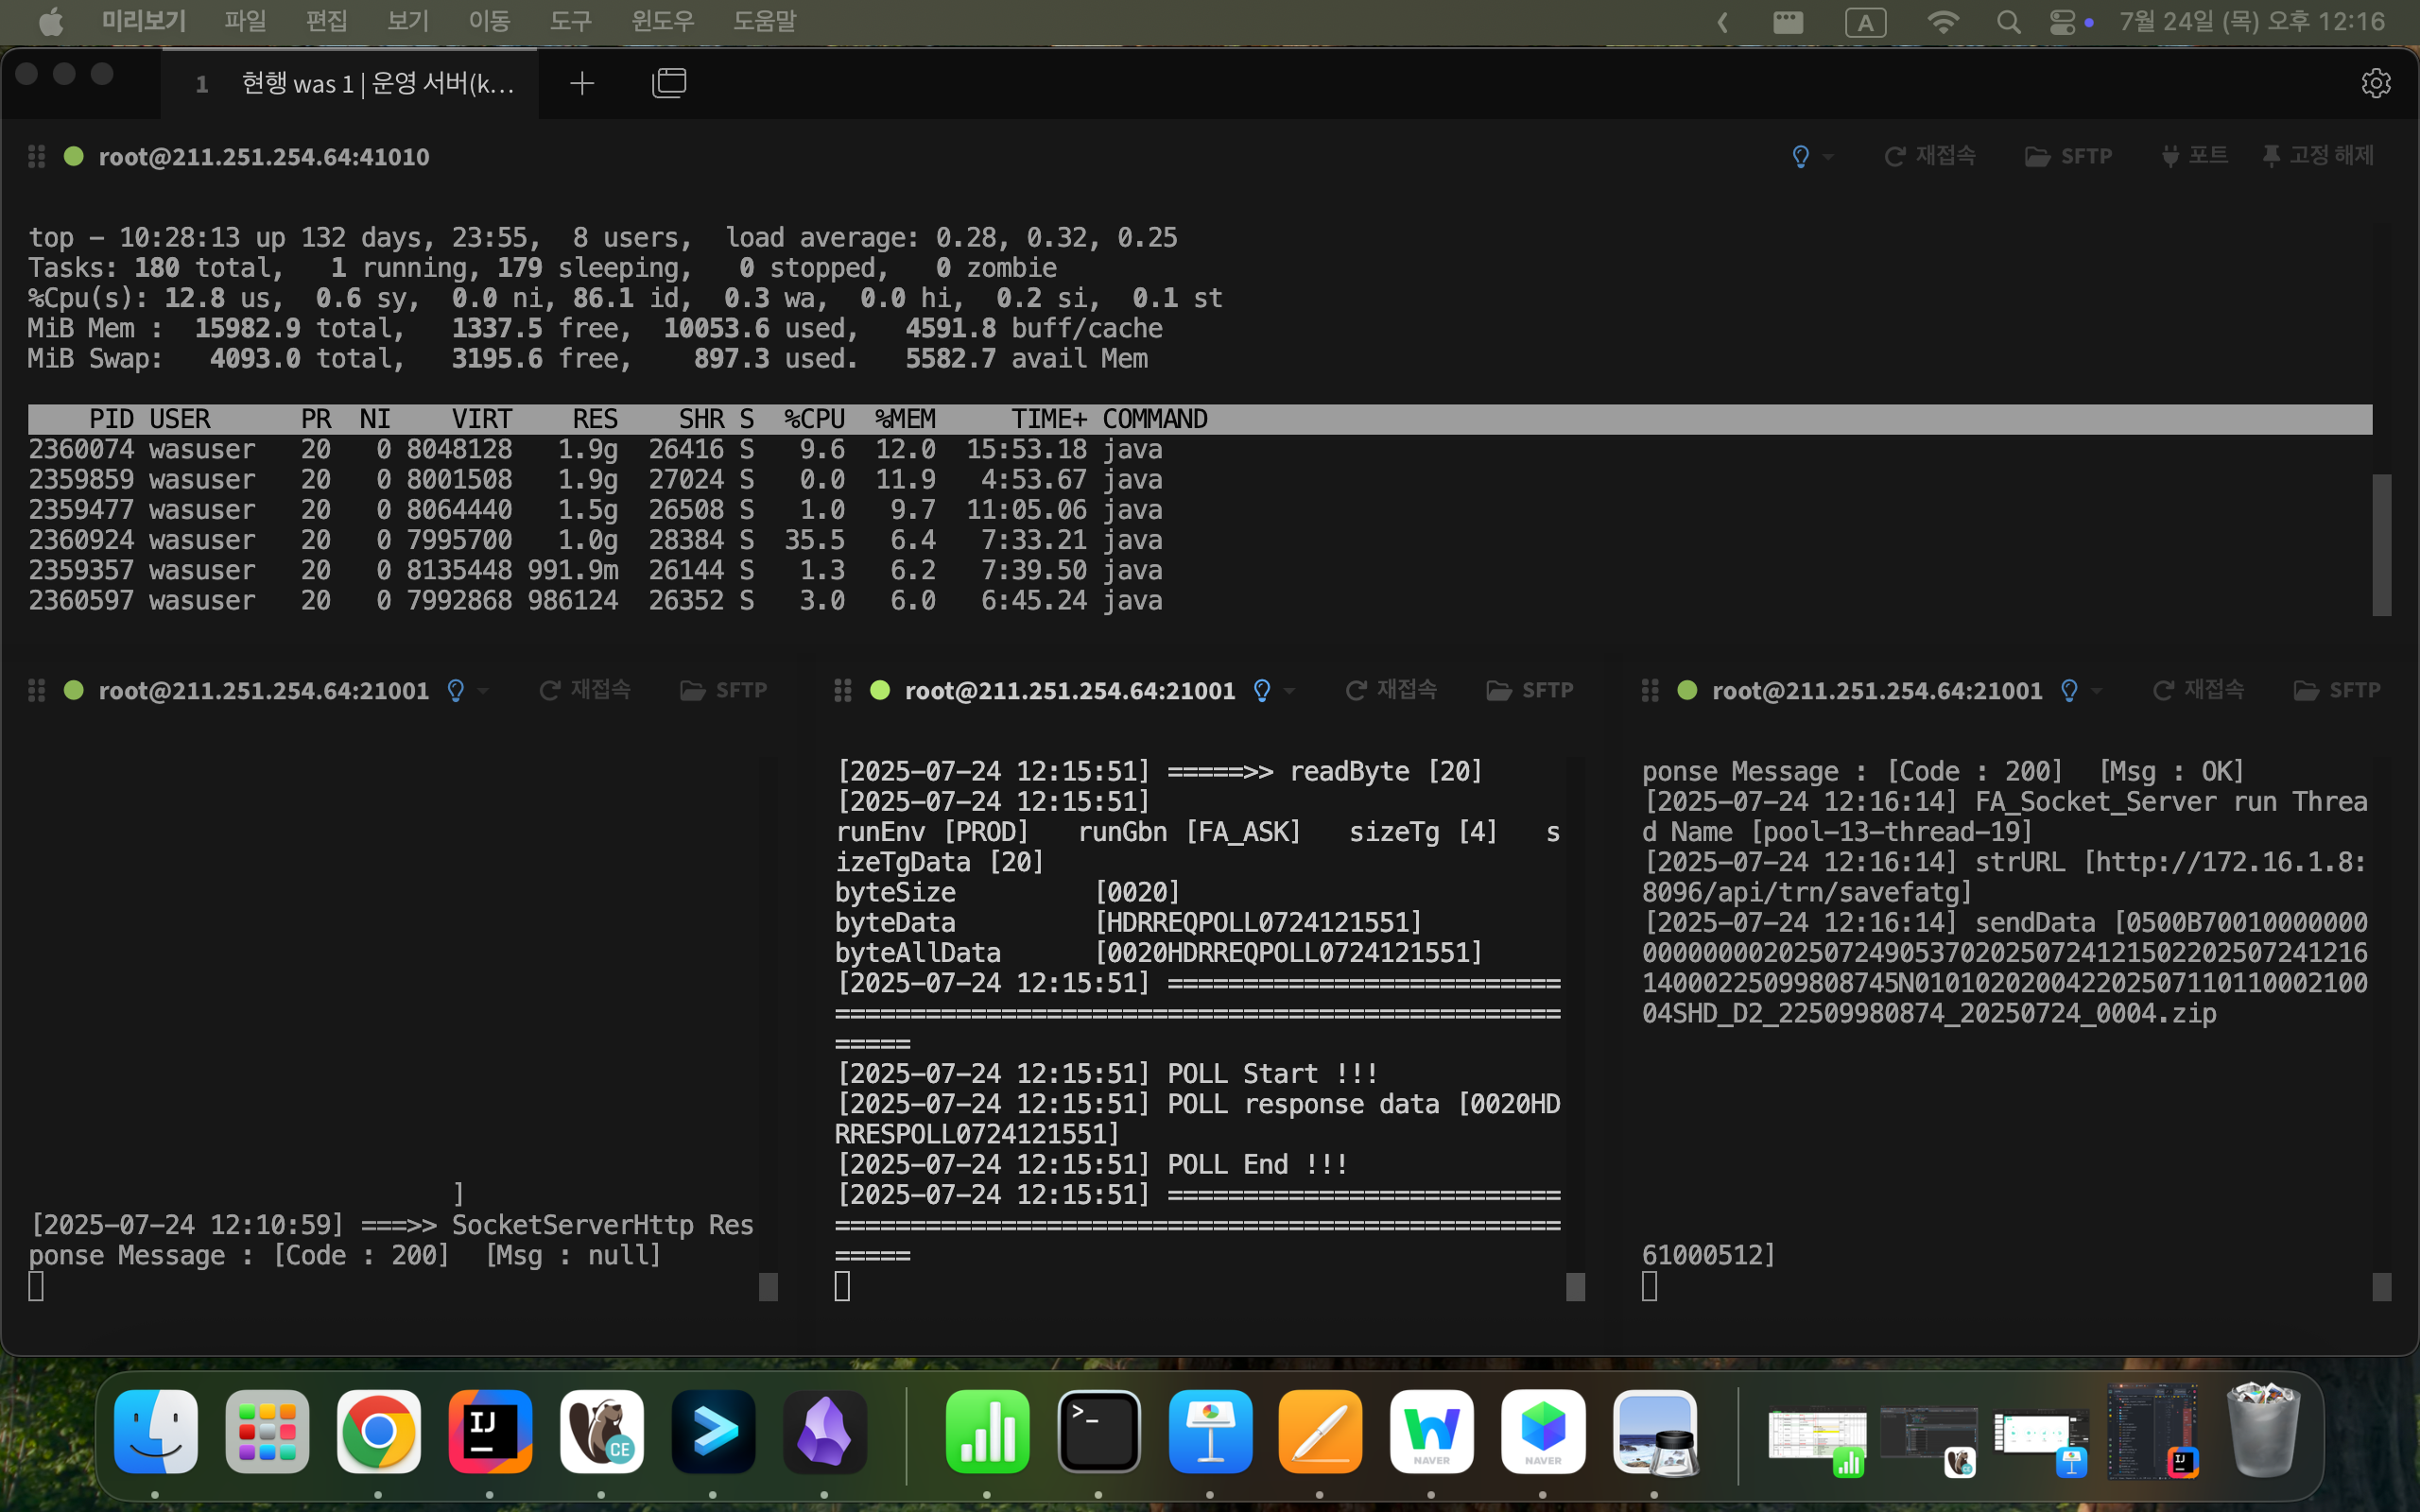 미리보기 파일 편집 보기 이동 도구 윈도우 도움말 A 7월 24일 (목) 오후 12:16
1 현행 was 1 | 운영 서버(k...
root@211.251.254.64:41010 재접속 SFTP 포트 고정 해제
top - 10:28:13 up 132 days, 23:55,  8 users,  load average: 0.28, 0.32, 0.25
Tasks: 180 total,   1 running, 179 sleeping,   0 stopped,   0 zombie
%Cpu(s): 12.8 us,  0.6 sy,  0.0 ni, 86.1 id,  0.3 wa,  0.0 hi,  0.2 si,  0.1 st
MiB Mem :  15982.9 total,   1337.5 free,  10053.6 used,   4591.8 buff/cache
MiB Swap:   4093.0 total,   3195.6 free,    897.3 used.   5582.7 avail Mem
PID USER PR NI VIRT RES SHR S %CPU %MEM TIME+ COMMAND
2360074 wasuser 20 0 8048128 1.9g 26416 S 9.6 12.0 15:53.18 java
2359859 wasuser 20 0 8001508 1.9g 27024 S 0.0 11.9 4:53.67 java
2359477 wasuser 20 0 8064440 1.5g 26508 S 1.0 9.7 11:05.06 java
2360924 wasuser 20 0 7995700 1.0g 28384 S 35.5 6.4 7:33.21 java
2359357 wasuser 20 0 8135448 991.9m 26144 S 1.3 6.2 7:39.50 java
2360597 wasuser 20 0 7992868 986124 26352 S 3.0 6.0 6:45.24 java
root@211.251.254.64:21001 재접속 SFTP
]
[2025-07-24 12:10:59] ===>> SocketServerHttp Res
ponse Message : [Code : 200]  [Msg : null]
root@211.251.254.64:21001 재접속 SFTP
[2025-07-24 12:15:51] =====>> readByte [20]
[2025-07-24 12:15:51]
runEnv [PROD]   runGbn [FA_ASK]   sizeTg [4]   s
izeTgData [20]
byteSize         [0020]
byteData         [HDRREQPOLL0724121551]
byteAllData      [0020HDRREQPOLL0724121551]
[2025-07-24 12:15:51] ==========================
================================================
=====
[2025-07-24 12:15:51] POLL Start !!!
[2025-07-24 12:15:51] POLL response data [0020HD
RRESPOLL0724121551]
[2025-07-24 12:15:51] POLL End !!!
[2025-07-24 12:15:51] ==========================
================================================
=====
root@211.251.254.64:21001 재접속 SFTP
ponse Message : [Code : 200]  [Msg : OK]
[2025-07-24 12:16:14] FA_Socket_Server run Threa
d Name [pool-13-thread-19]
[2025-07-24 12:16:14] strURL [http://172.16.1.8:
8096/api/trn/savefatg]
[2025-07-24 12:16:14] sendData [0500B70010000000
000000002025072490537020250724121502202507241216
140002250998087​45N010102020042202507110110002100
04SHD_D2_22509980874_20250724_0004.zip
61000512]
IJ
CE
>_
NAVER
NAVER